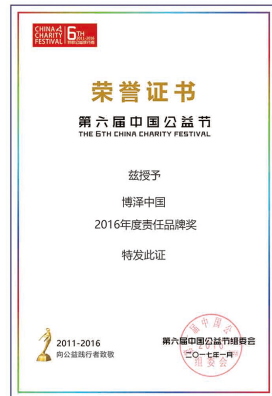 CHINA
CHARITY
FESTIVAL
6TH
2011-2016
荣誉证书
第六届中国公益节
THE 6TH CHINA CHARITY FESTIVAL
兹授予
博泽中国
2016年度责任品牌奖
特发此证
2011-2016
向公益践行者致敬
第六届中国公益节组委会
二〇一七年一月